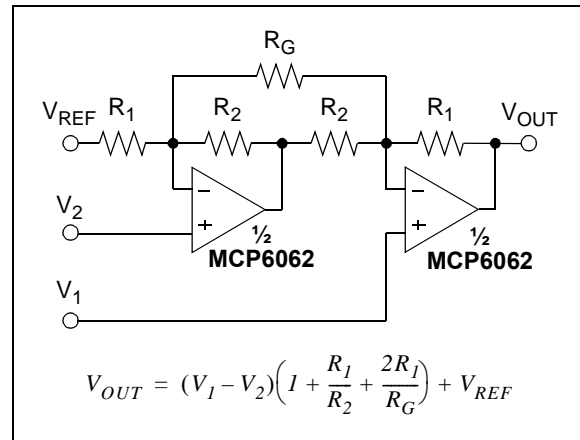 R_G
V_REF R_1 R_2 R_2 R_1 V_OUT
− −
V_2 + +
½ ½
MCP6062 MCP6062
V_1
V_OUT = (V_1 – V_2)(1 + R_1/R_2 + 2R_1/R_G) + V_REF